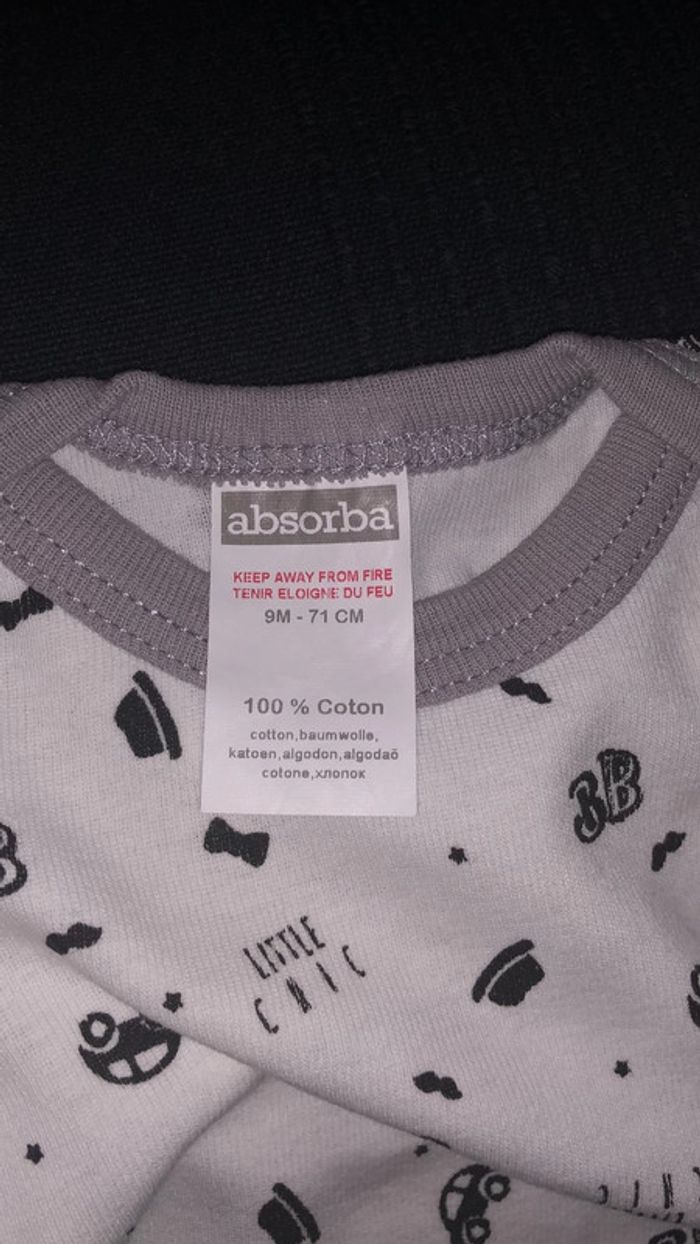 absorba
KEEP AWAY FROM FIRE
TENIR ELOIGNE DU FEU
9M - 71 CM
100 % Coton
cotton,baumwolle,
katoen,algodon,algodaõ
cotone,хлопок
BB
B
LITTLE
CHIC